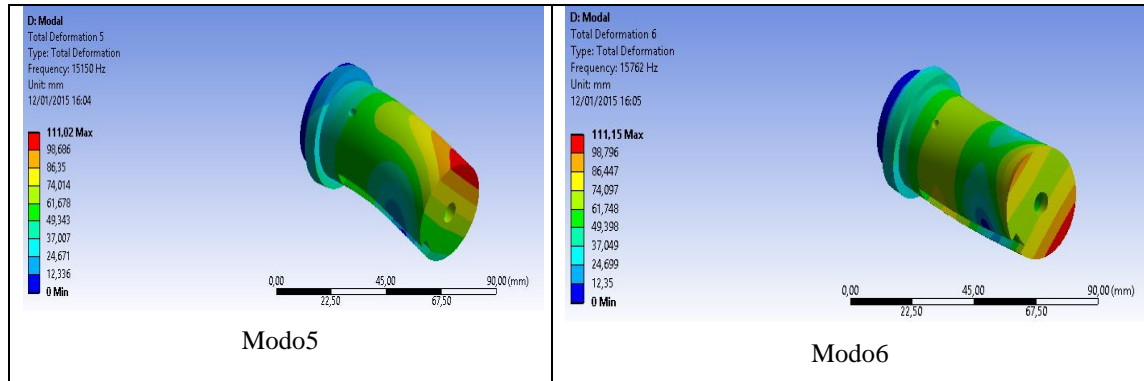 D: Modal
Total Deformation 5
Type: Total Deformation
Frequency: 15150 Hz
Unit: mm
12/01/2015 16:04
111,02 Max
98,686
86,35
74,014
61,678
49,343
37,007
24,671
12,336
0 Min
0,00 45,00 90,00 (mm)
22,50 67,50
Modo5
D: Modal
Total Deformation 6
Type: Total Deformation
Frequency: 15762 Hz
Unit: mm
12/01/2015 16:05
111,15 Max
98,796
86,447
74,097
61,748
49,398
37,049
24,699
12,35
0 Min
0,00 45,00 90,00 (mm)
22,50 67,50
Modo6